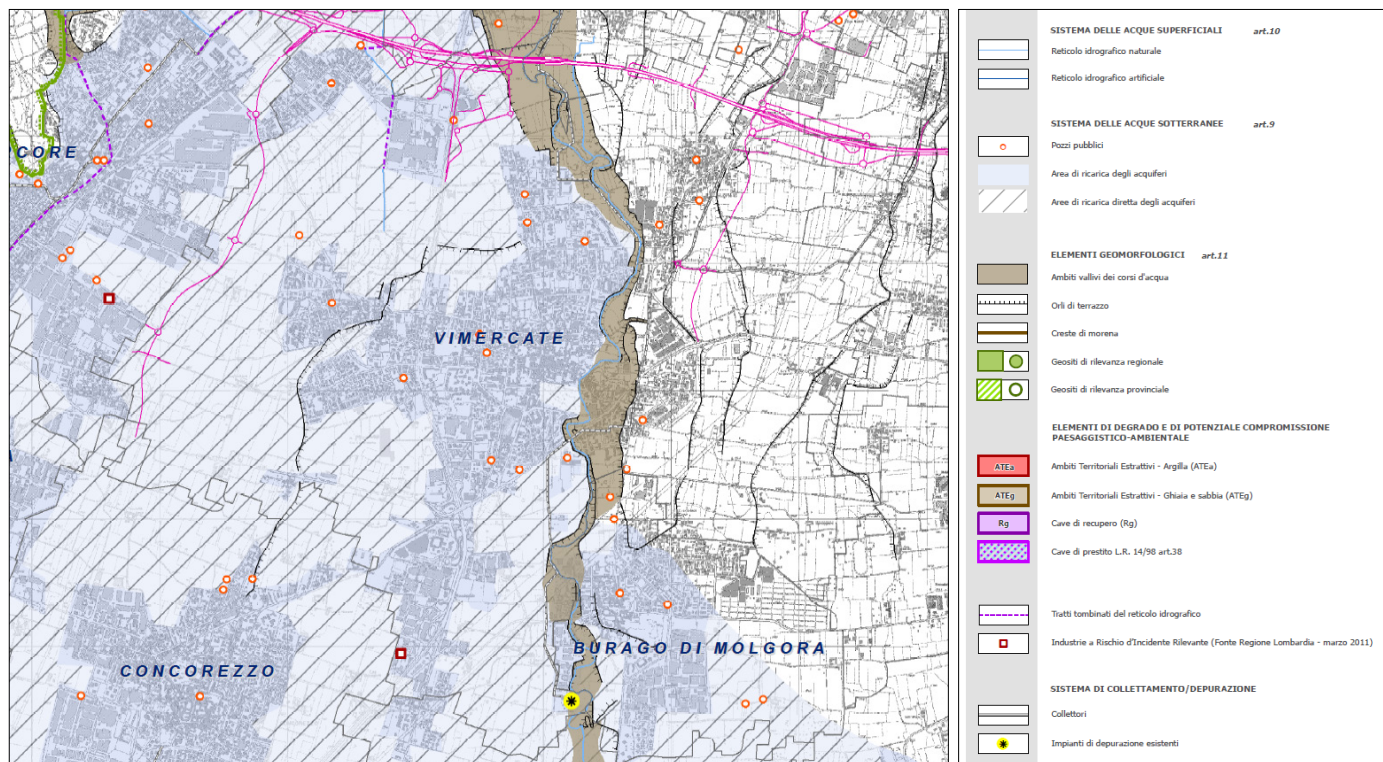 CORE
VIMERCATE
BURAGO DI MOLGORA
CONCOREZZO
SISTEMA DELLE ACQUE SUPERFICIALI art.10
Reticolo idrografico naturale
Reticolo idrografico artificiale
SISTEMA DELLE ACQUE SOTTERRANEE art.9
Pozzi pubblici
Area di ricarica degli acquiferi
Aree di ricarica diretta degli acquiferi
ELEMENTI GEOMORFOLOGICI art.11
Ambiti vallivi dei corsi d'acqua
Orli di terrazzo
Creste di morena
Geositi di rilevanza regionale
Geositi di rilevanza provinciale
ELEMENTI DI DEGRADO E DI POTENZIALE COMPROMISSIONE
PAESAGGISTICO-AMBIENTALE
ATEa Ambiti Territoriali Estrattivi - Argilla (ATEa)
ATEg Ambiti Territoriali Estrattivi - Ghiaia e sabbia (ATEg)
Rg Cave di recupero (Rg)
Cave di prestito L.R. 14/98 art.38
Tratti tombinati del reticolo idrografico
Industrie a Rischio d'Incidente Rilevante (Fonte Regione Lombardia - marzo 2011)
SISTEMA DI COLLETTAMENTO/DEPURAZIONE
Collettori
Impianti di depurazione esistenti